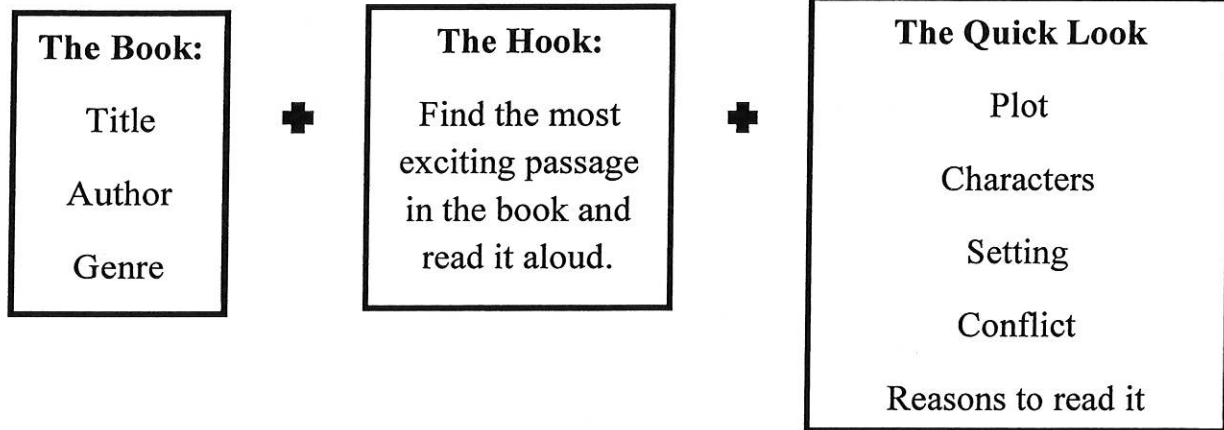 The Book:
Title
Author
Genre
The Hook:
Find the most
exciting passage
in the book and
read it aloud.
The Quick Look
Plot
Characters
Setting
Conflict
Reasons to read it